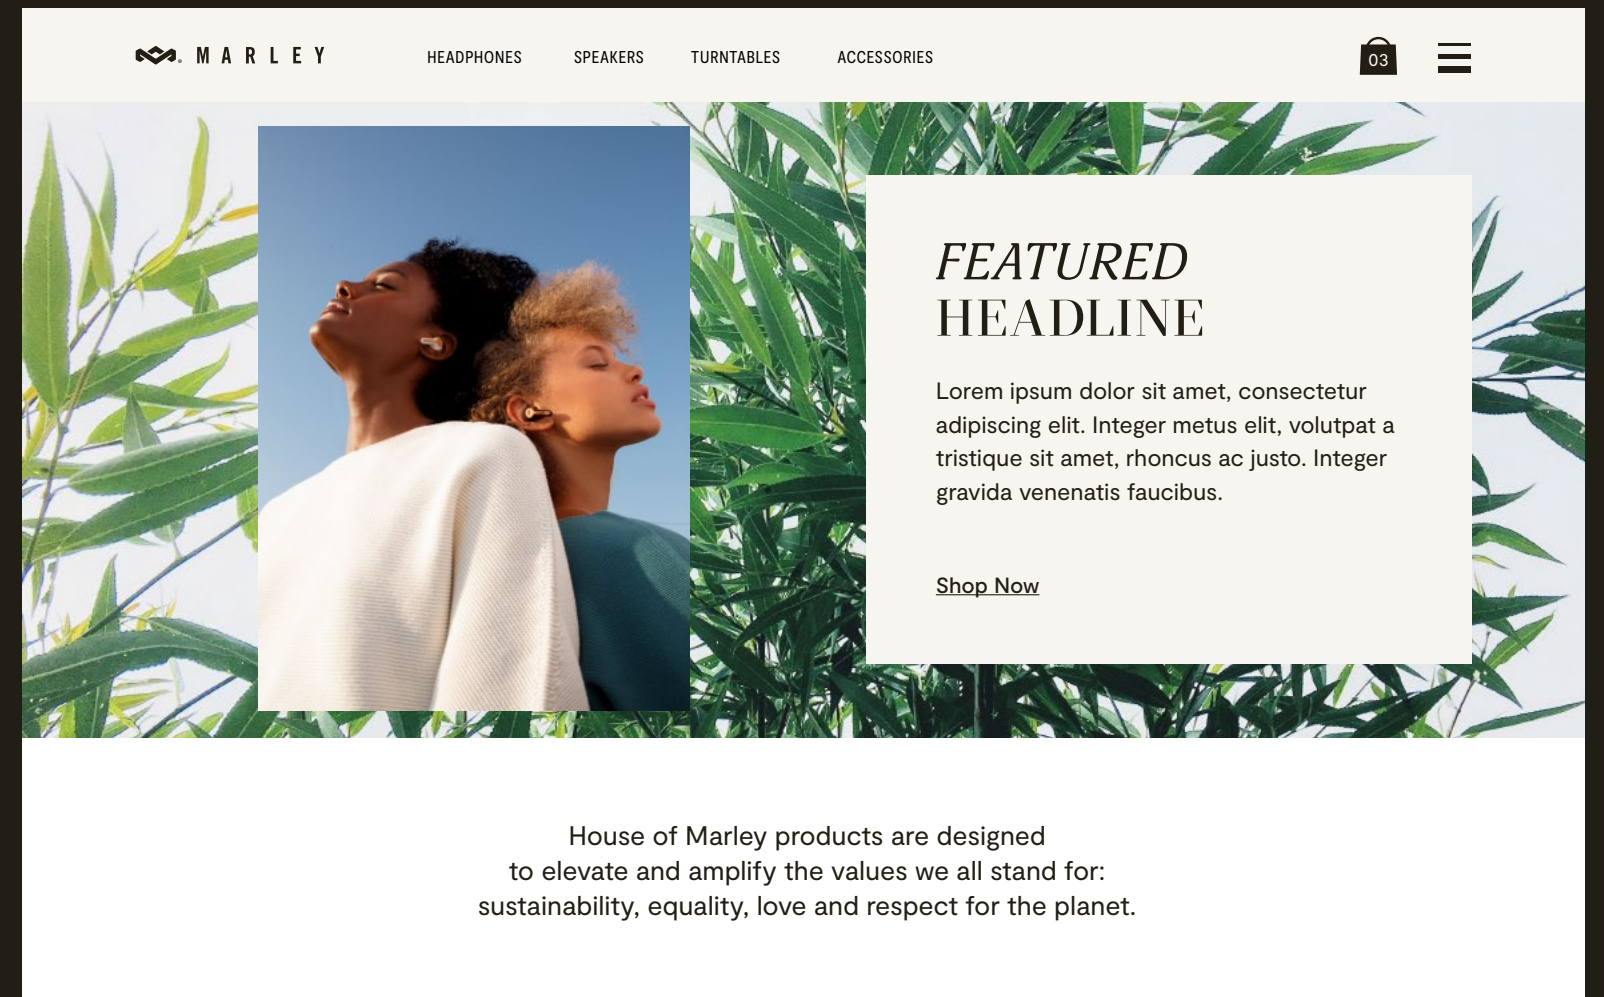 MARLEY
HEADPHONES SPEAKERS TURNTABLES ACCESSORIES
03
FEATURED
HEADLINE
Lorem ipsum dolor sit amet, consectetur
adipiscing elit. Integer metus elit, volutpat a
tristique sit amet, rhoncus ac justo. Integer
gravida venenatis faucibus.
Shop Now
House of Marley products are designed
to elevate and amplify the values we all stand for:
sustainability, equality, love and respect for the planet.